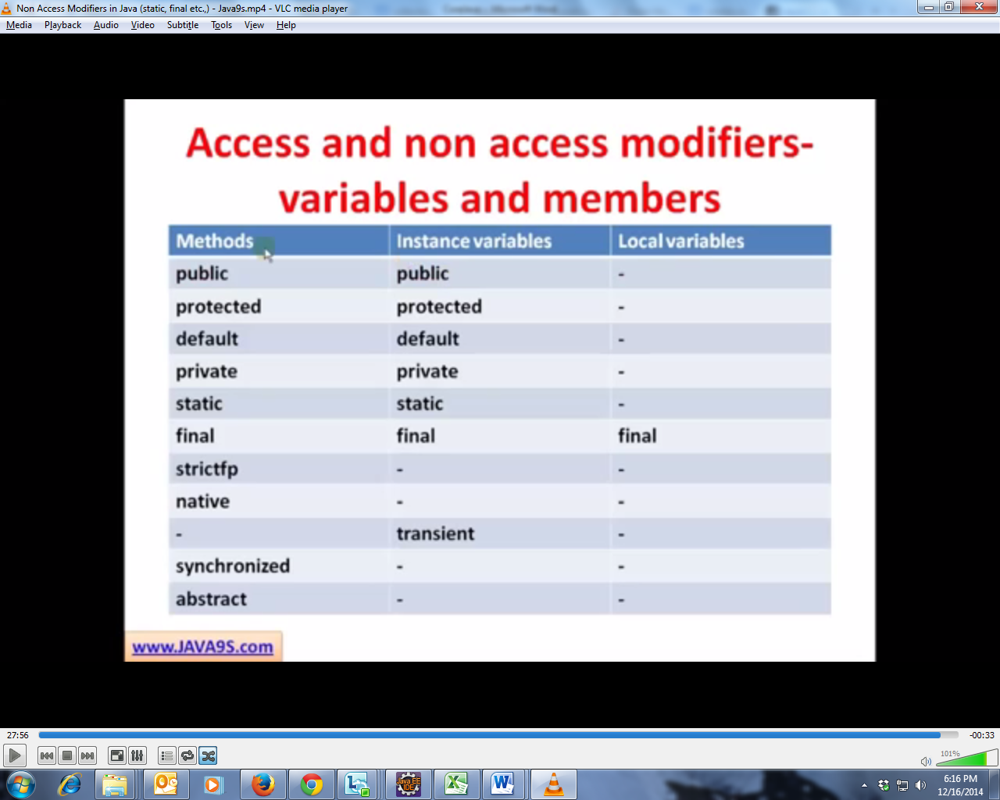 Non Access Modifiers in Java (static, final etc.,) - Java9s.mp4 - VLC media player
Media Playback Audio Video Subtitle Tools View Help
Access and non access modifiers-
variables and members
Methods Instance variables Local variables
public public -
protected protected -
default default -
private private -
static static -
final final final
strictfp - -
native - -
- transient -
synchronized - -
abstract - -
www.JAVA9S.com
27:56 -00:33
101%
Java EE
IDE
6:16 PM
12/16/2014